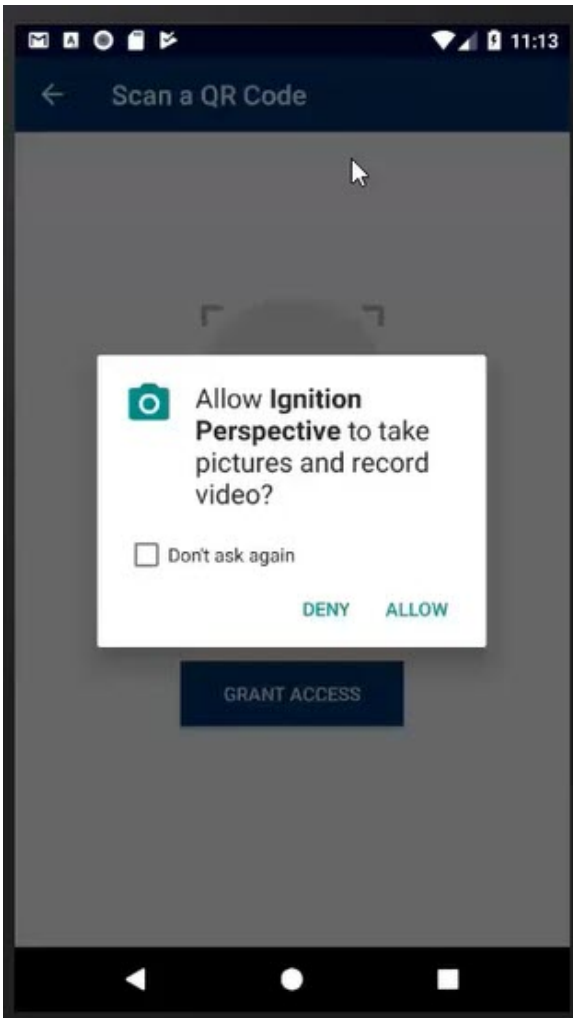 11:13
Scan a QR Code
Allow Ignition
Perspective to take
pictures and record
video?
Don't ask again
DENY ALLOW
GRANT ACCESS